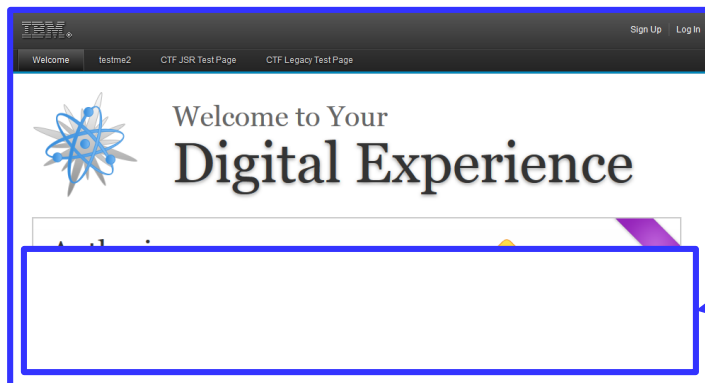 IBM
Sign Up Log In
Welcome testme2 CTF JSR Test Page CTF Legacy Test Page
Welcome to Your
Digital Experience